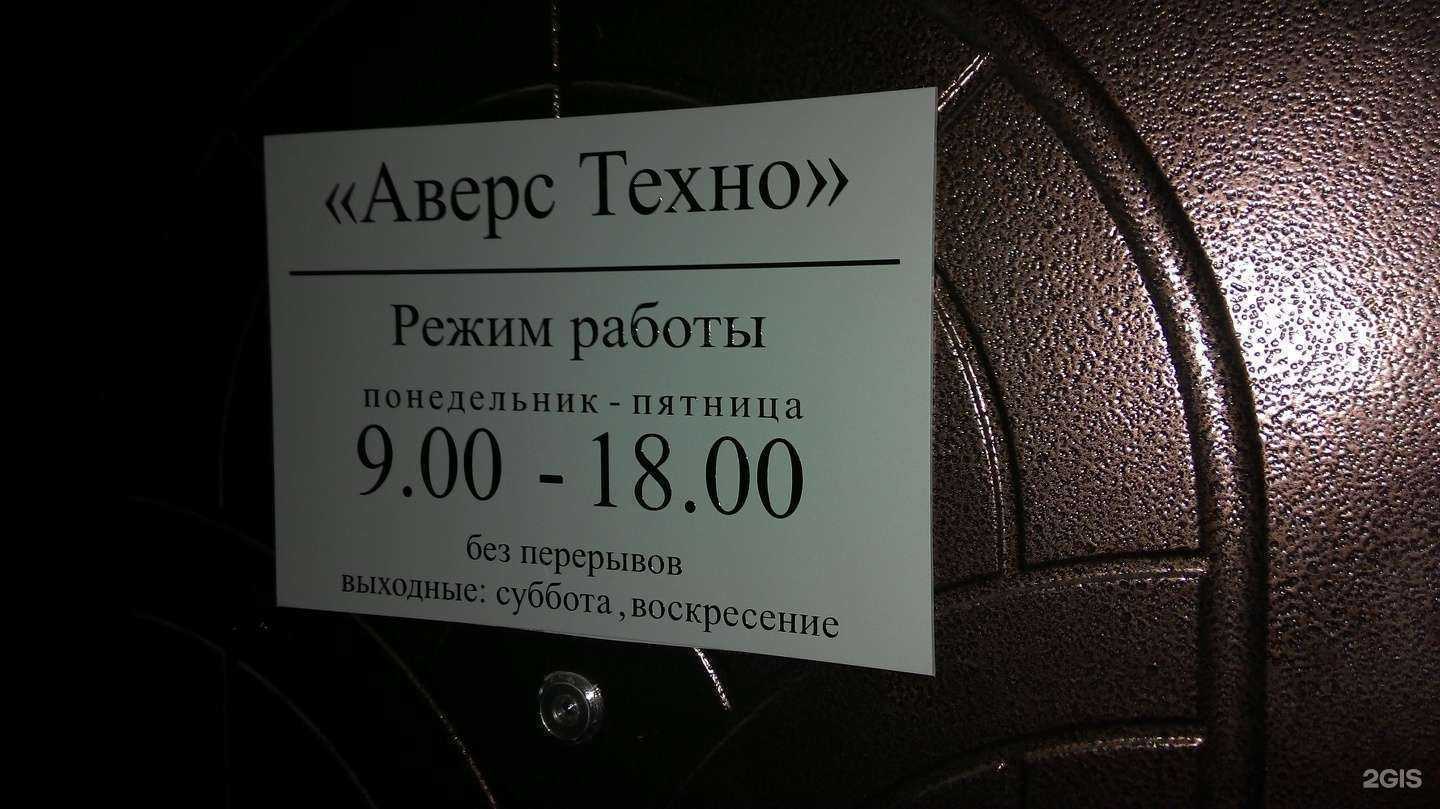 «Аверс Техно»
Режим работы
понедельник - пятница
9.00 - 18.00
без перерывов
выходные: суббота , воскресение
2GIS